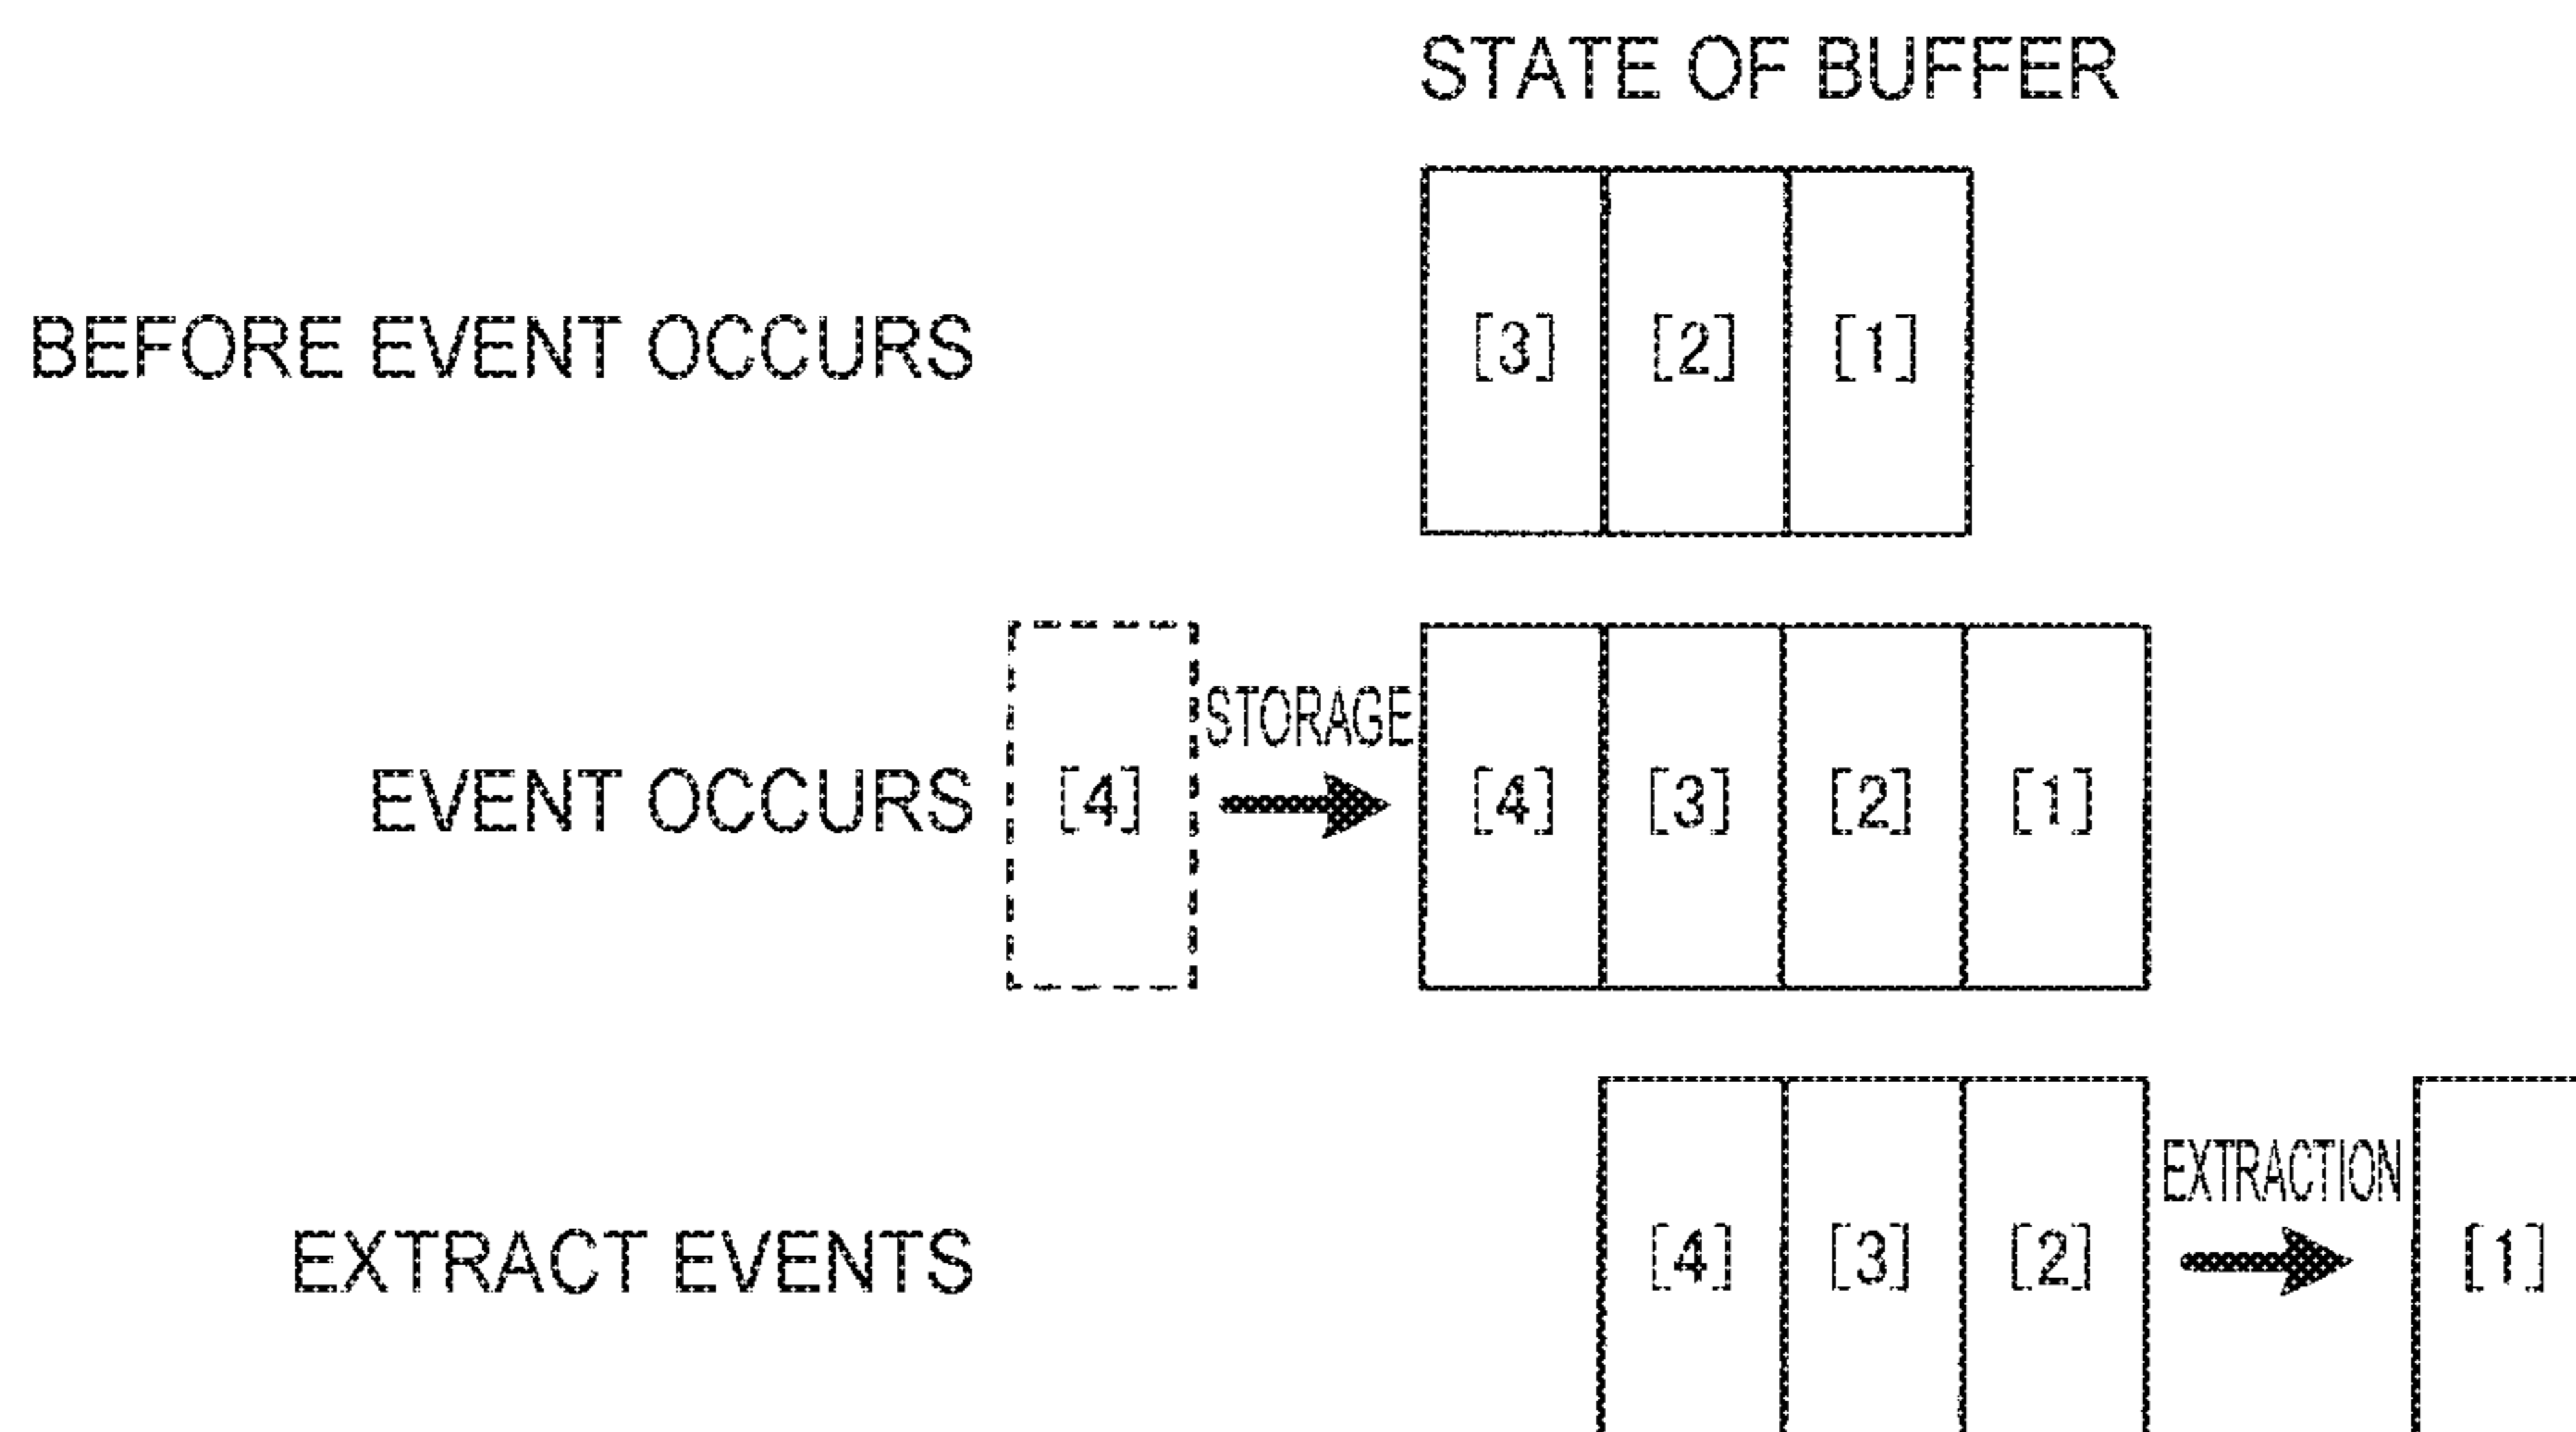 STATE OF BUFFER
BEFORE EVENT OCCURS [3] [2] [1]
STORAGE
EVENT OCCURS [4] [4] [3] [2] [1]
EXTRACTION
EXTRACT EVENTS [4] [3] [2] [1]